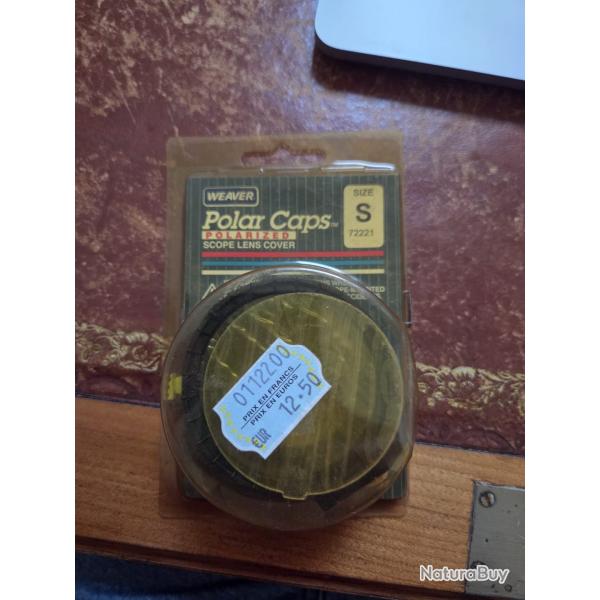 WEAVER
Polar Caps™
POLARIZED
SCOPE LENS COVER
SIZE
S
72221
0112200
PRIX EN FRANCS
PRIX EN EUROS
EUR 12.50
NaturaBuy